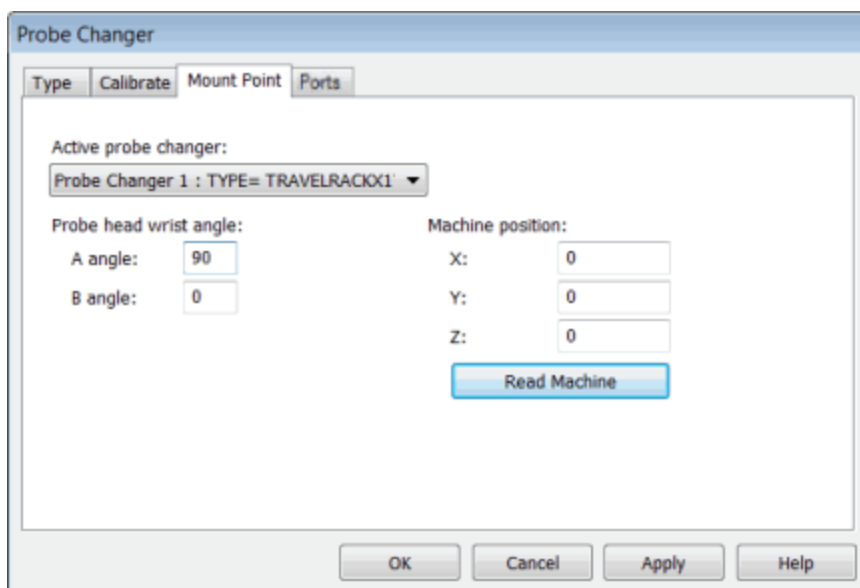 Probe Changer
Type Calibrate Mount Point Ports
Active probe changer:
Probe Changer 1 : TYPE= TRAVELRACKX1
Probe head wrist angle: Machine position:
A angle: 90 X: 0
B angle: 0 Y: 0
Z: 0
Read Machine
OK Cancel Apply Help